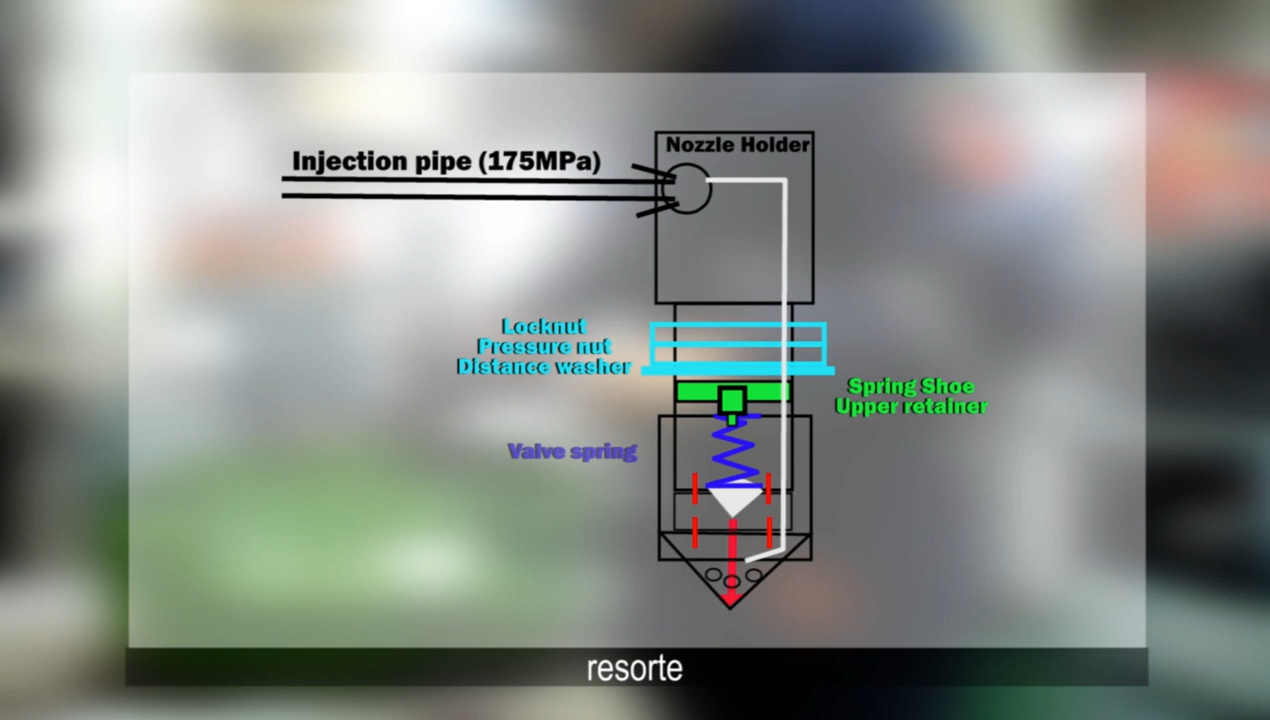 Nozzle Holder
Injection pipe (175MPa)
Locknut
Pressure nut
Distance washer
Spring Shoe
Upper retainer
Valve spring
resorte